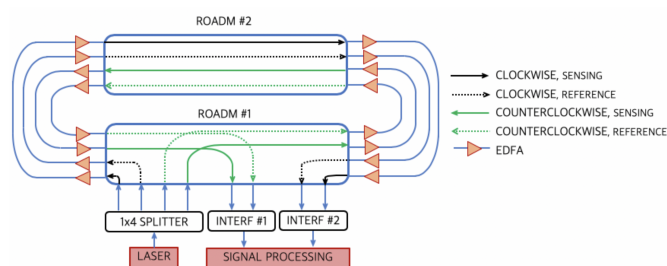 ROADM #2
ROADM #1
CLOCKWISE, SENSING
CLOCKWISE, REFERENCE
COUNTERCLOCKWISE, SENSING
COUNTERCLOCKWISE, REFERENCE
EDFA
1x4 SPLITTER
INTERF #1
INTERF #2
LASER
SIGNAL PROCESSING